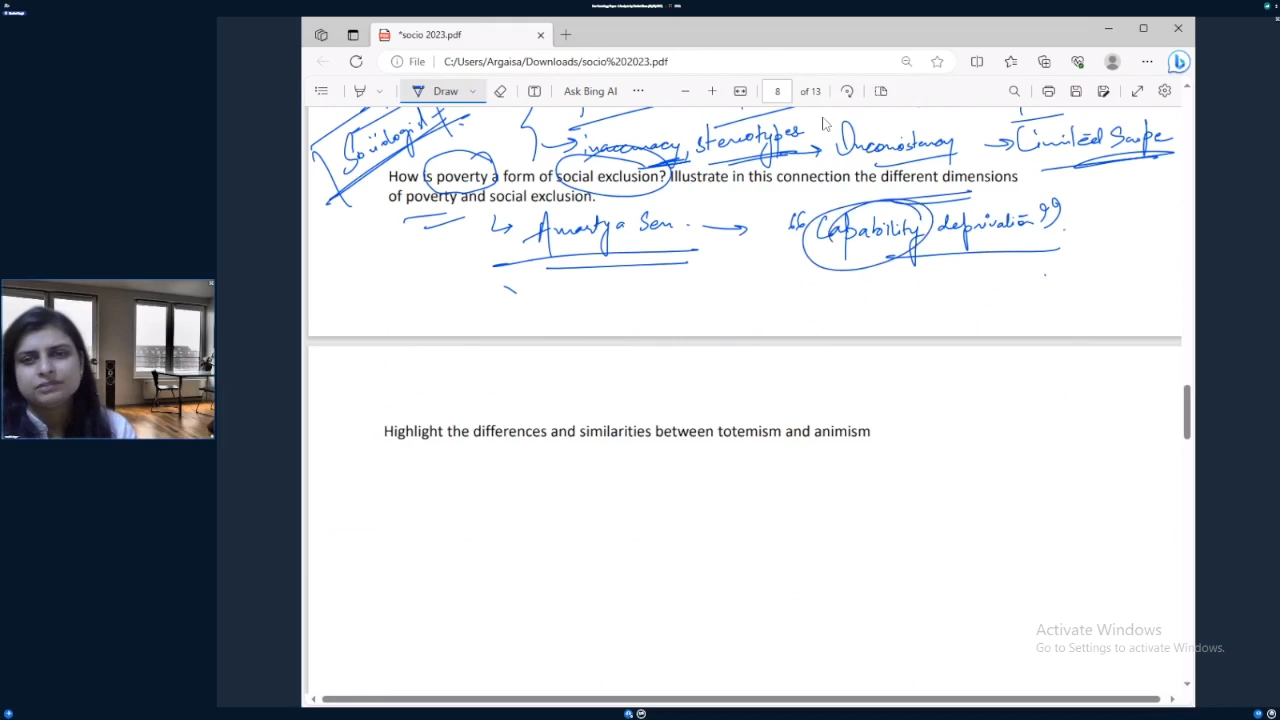 *socio 2023.pdf
File C:/Users/Argaisa/Downloads/socio%202023.pdf
Draw Ask Bing AI 8 of 13
Sociologist
inaccuracy, stereotypes → Inconsistency → Limited Scope
How is poverty a form of social exclusion? Illustrate in this connection the different dimensions
of poverty and social exclusion.
↳ Amartya Sen. → "Capability deprivation".
Highlight the differences and similarities between totemism and animism
Activate Windows
Go to Settings to activate Windows.